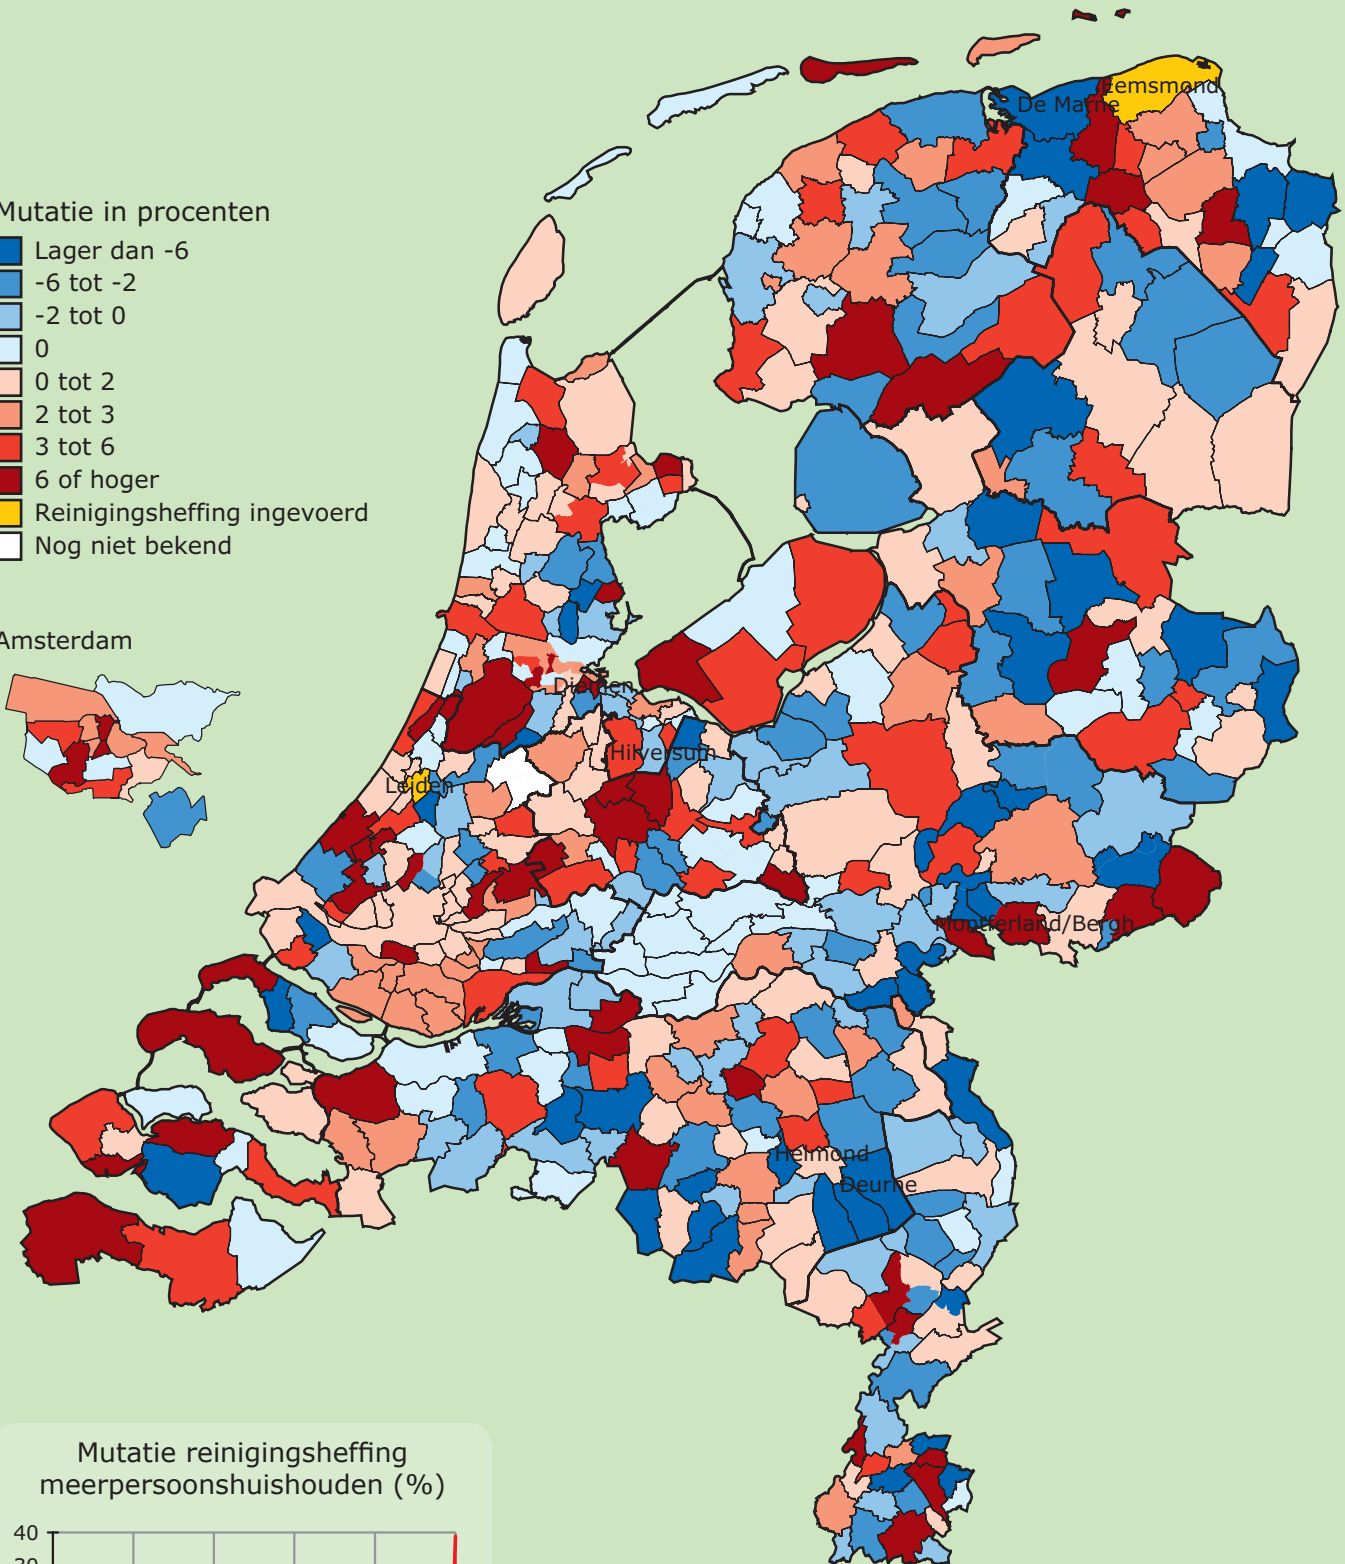 Eemsmond
De Marne
Mutatie in procenten
Lager dan -6
-6 tot -2
-2 tot 0
0
0 tot 2
2 tot 3
3 tot 6
6 of hoger
Reinigingsheffing ingevoerd
Nog niet bekend
Amsterdam
Diemen
Hilversum
Leiden
Montferland/Bergh
Helmond
Deurne
Mutatie reinigingsheffing
meerpersoonshuishouden (%)
40